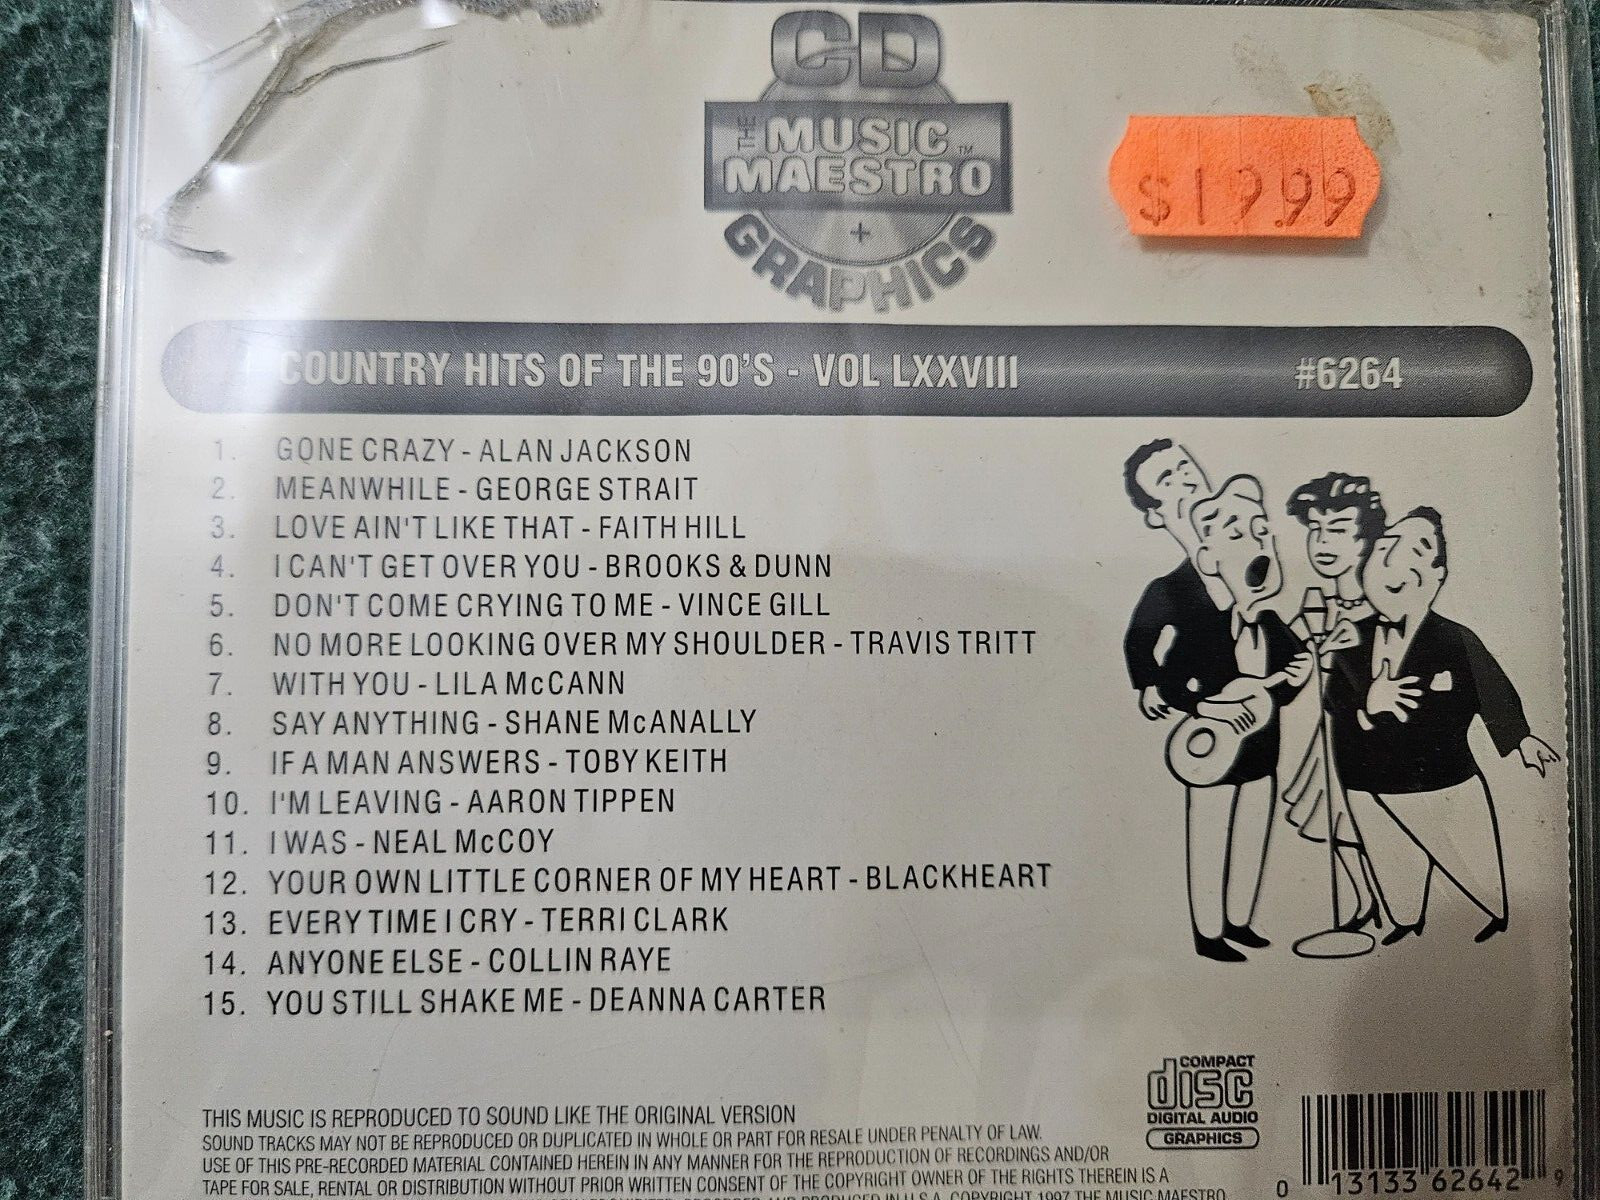 CD
THE MUSIC MAESTRO™
GRAPHICS
$19.99
COUNTRY HITS OF THE 90'S - VOL LXXVIII #6264
1. GONE CRAZY - ALAN JACKSON
2. MEANWHILE - GEORGE STRAIT
3. LOVE AIN'T LIKE THAT - FAITH HILL
4. I CAN'T GET OVER YOU - BROOKS & DUNN
5. DON'T COME CRYING TO ME - VINCE GILL
6. NO MORE LOOKING OVER MY SHOULDER - TRAVIS TRITT
7. WITH YOU - LILA McCANN
8. SAY ANYTHING - SHANE McANALLY
9. IF A MAN ANSWERS - TOBY KEITH
10. I'M LEAVING - AARON TIPPEN
11. I WAS - NEAL McCOY
12. YOUR OWN LITTLE CORNER OF MY HEART - BLACKHEART
13. EVERY TIME I CRY - TERRI CLARK
14. ANYONE ELSE - COLLIN RAYE
15. YOU STILL SHAKE ME - DEANNA CARTER
COMPACT
disc
DIGITAL AUDIO
GRAPHICS
THIS MUSIC IS REPRODUCED TO SOUND LIKE THE ORIGINAL VERSION
SOUND TRACKS MAY NOT BE REPRODUCED OR DUPLICATED IN WHOLE OR PART FOR RESALE UNDER PENALTY OF LAW.
USE OF THIS PRE-RECORDED MATERIAL CONTAINED HEREIN IN ANY MANNER FOR THE REPRODUCTION OF RECORDINGS AND/OR
TAPE FOR SALE, RENTAL OR DISTRIBUTION WITHOUT PRIOR WRITTEN CONSENT OF THE COPYRIGHT OWNER OF THE RIGHTS THEREIN IS A
PRODUCED IN U.S.A. COPYRIGHT 1997 THE MUSIC MAESTRO
0 13133 62642 9